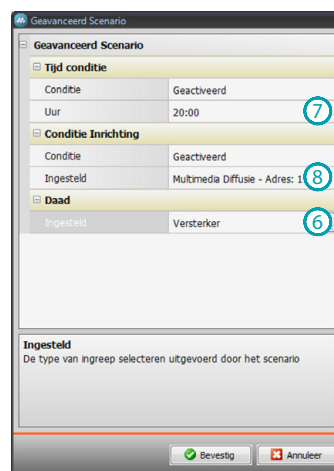 Geavanceerd Scenario
Geavanceerd Scenario
Tijd conditie
Conditie Geactiveerd
Uur 20:00 7
Conditie Inrichting
Conditie Geactiveerd
Ingesteld Multimedia Diffusie - Adres: 1 8
Daad
Ingesteld Versterker 6
Ingesteld
De type van ingreep selecteren uitgevoerd door het scenario
Bevestig Annuleer